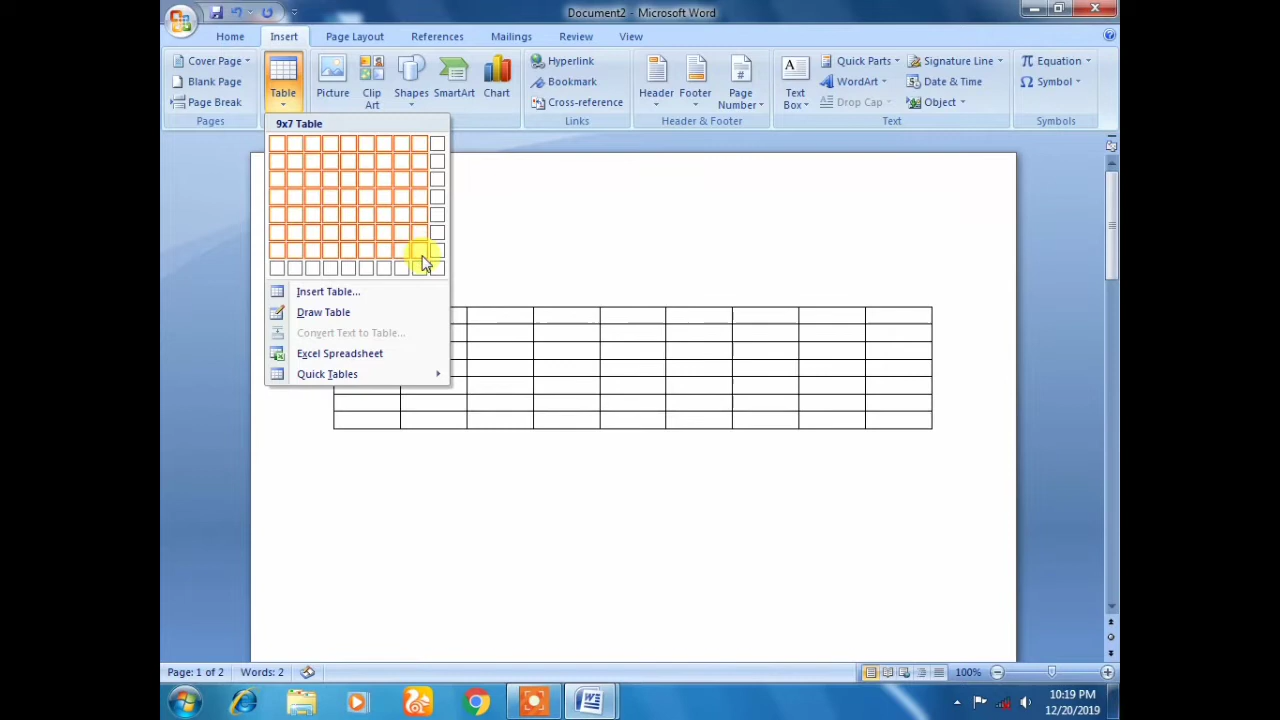 Document2 - Microsoft Word
Home Insert Page Layout References Mailings Review View
Cover Page
Blank Page
Page Break
Pages
Table
Picture
Clip
Art
Shapes
SmartArt
Chart
Hyperlink
Bookmark
Cross-reference
Links
Header
Footer
Page
Number
Header & Footer
Text
Box
Quick Parts
WordArt
Drop Cap
Signature Line
Date & Time
Object
Text
Equation
Symbol
Symbols
9x7 Table
Insert Table...
Draw Table
Convert Text to Table...
Excel Spreadsheet
Quick Tables
Page: 1 of 2 Words: 2 100%
10:19 PM
12/20/2019